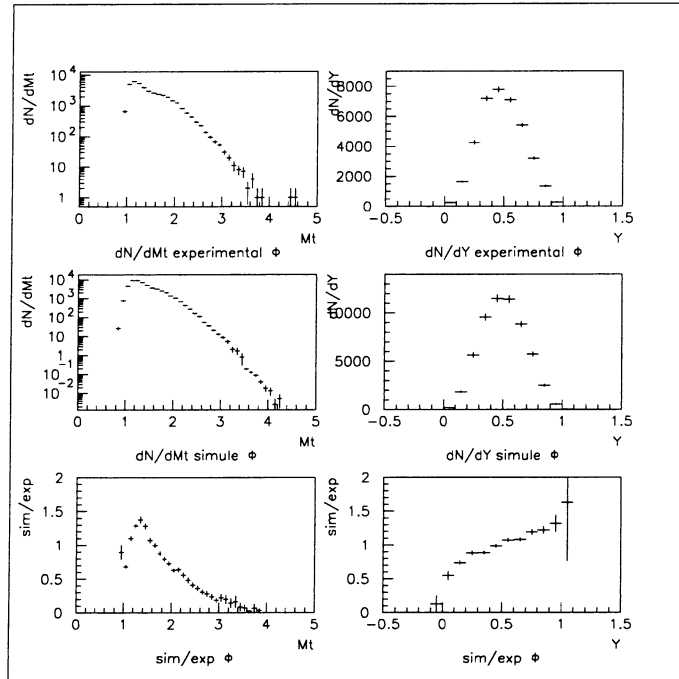 dN/dMt
10⁴
10³
10²
10
1
0 1 2 3 4 5
Mt
dN/dMt experimental Φ
dN/dY
8000
6000
4000
2000
0
-0.5 0 0.5 1 1.5
Y
dN/dY experimental Φ
dN/dMt
10⁴
10³
10²
10
1
10⁻¹
10⁻²
0 1 2 3 4 5
Mt
dN/dMt simule Φ
dN/dY
10000
5000
0
-0.5 0 0.5 1 1.5
Y
dN/dY simule Φ
sim/exp
2
1.5
1
0.5
0
0 1 2 3 4 5
Mt
sim/exp Φ
sim/exp
2
1.5
1
0.5
0
-0.5 0 0.5 1 1.5
Y
sim/exp Φ